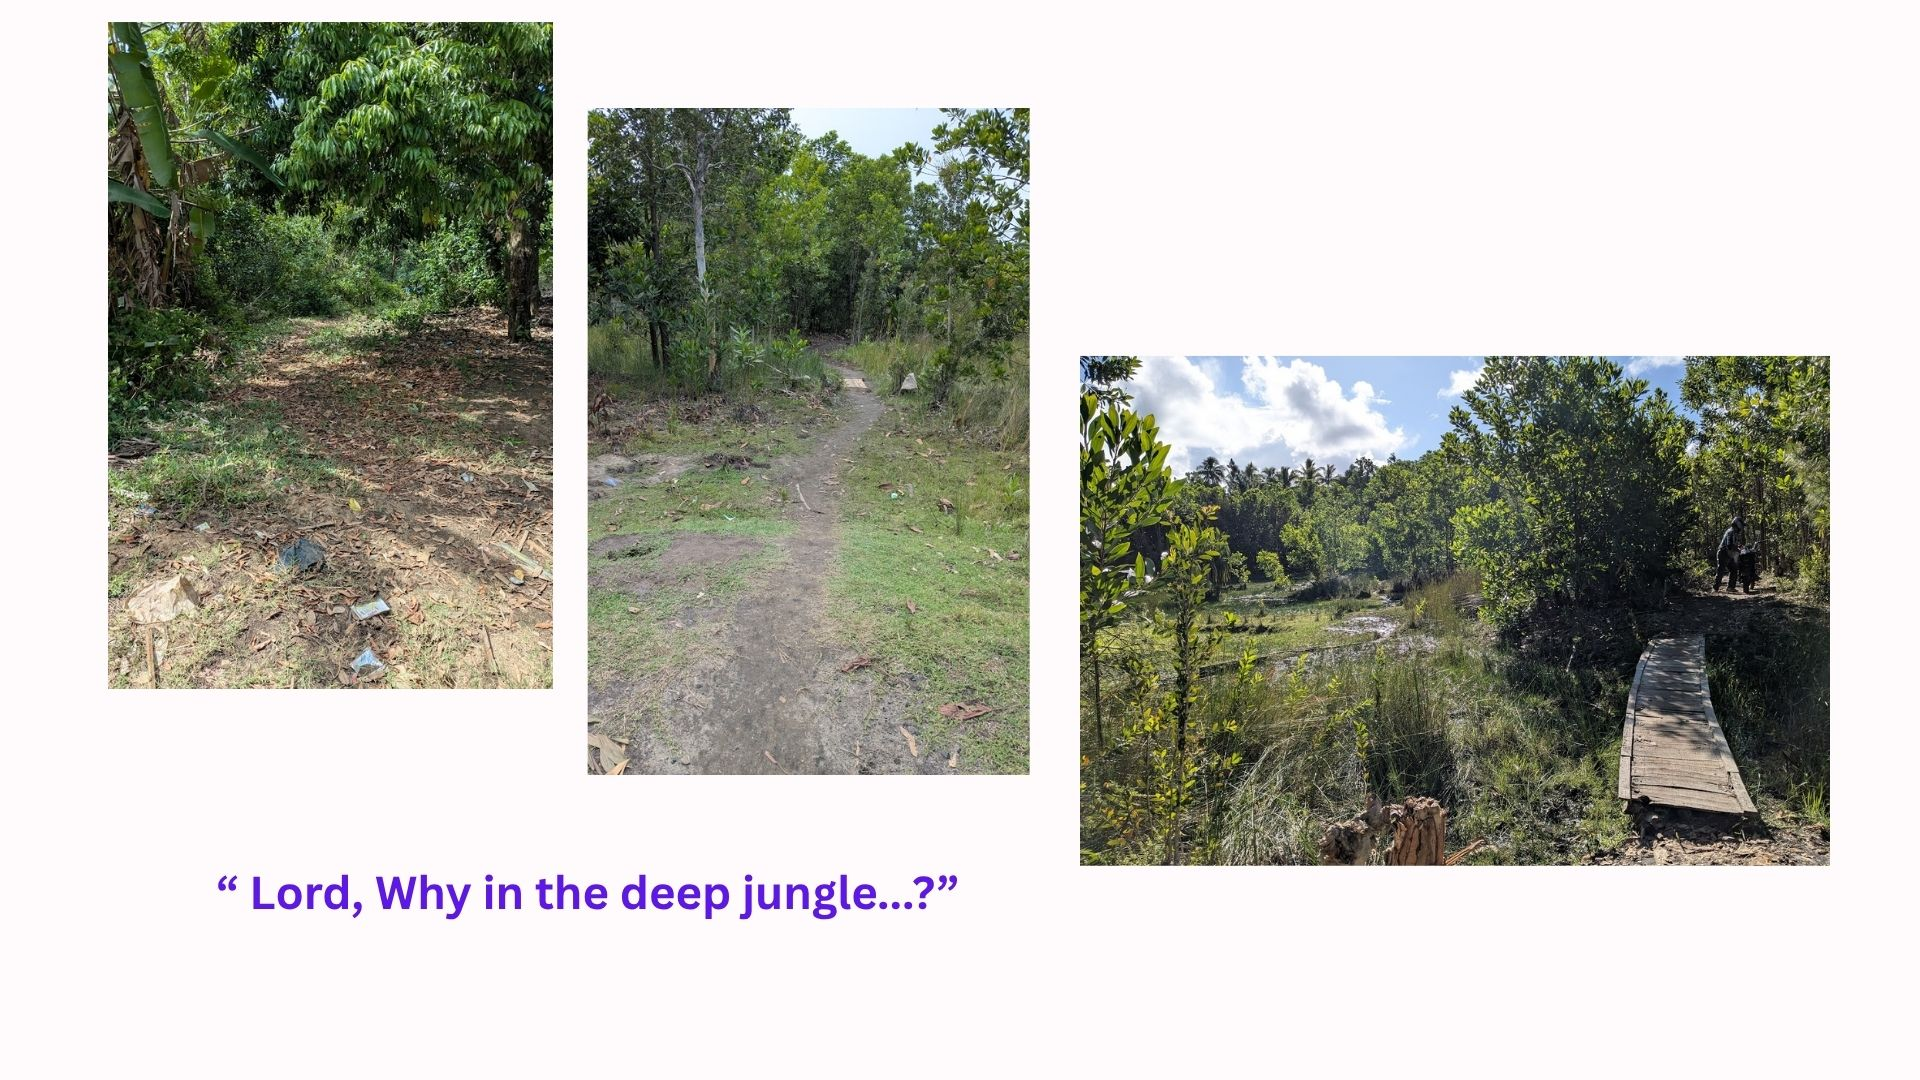 “ Lord, Why in the deep jungle...?”